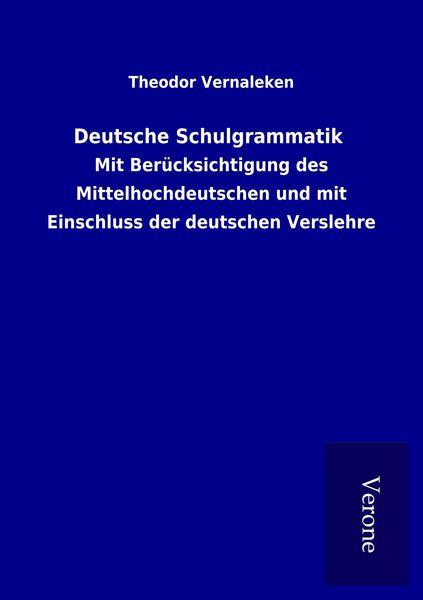 Theodor Vernaleken
Deutsche Schulgrammatik
Mit Berücksichtigung des
Mittelhochdeutschen und mit
Einschluss der deutschen Verslehre
Verone